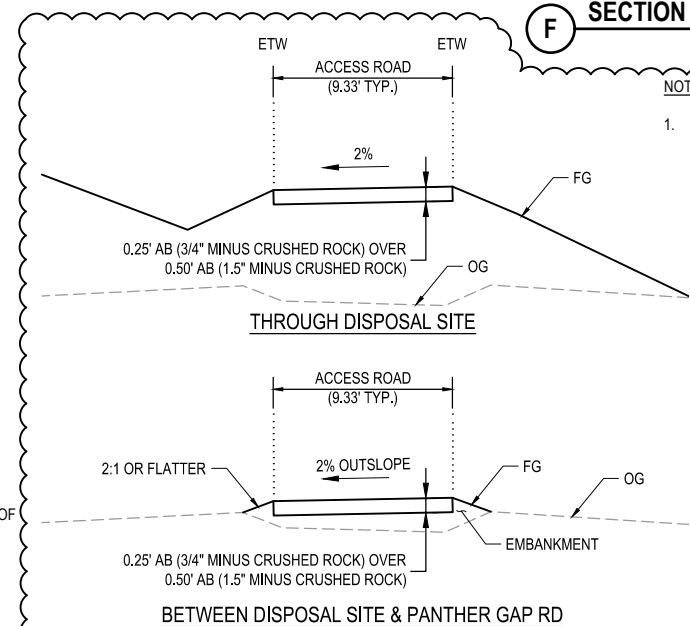 F SECTION
NOT
1.
ETW ETW
ACCESS ROAD
(9.33' TYP.)
2%
FG
0.25' AB (3/4" MINUS CRUSHED ROCK) OVER
0.50' AB (1.5" MINUS CRUSHED ROCK)
OG
THROUGH DISPOSAL SITE
ACCESS ROAD
(9.33' TYP.)
2:1 OR FLATTER
2% OUTSLOPE
FG
OG
OF
EMBANKMENT
0.25' AB (3/4" MINUS CRUSHED ROCK) OVER
0.50' AB (1.5" MINUS CRUSHED ROCK)
BETWEEN DISPOSAL SITE & PANTHER GAP RD